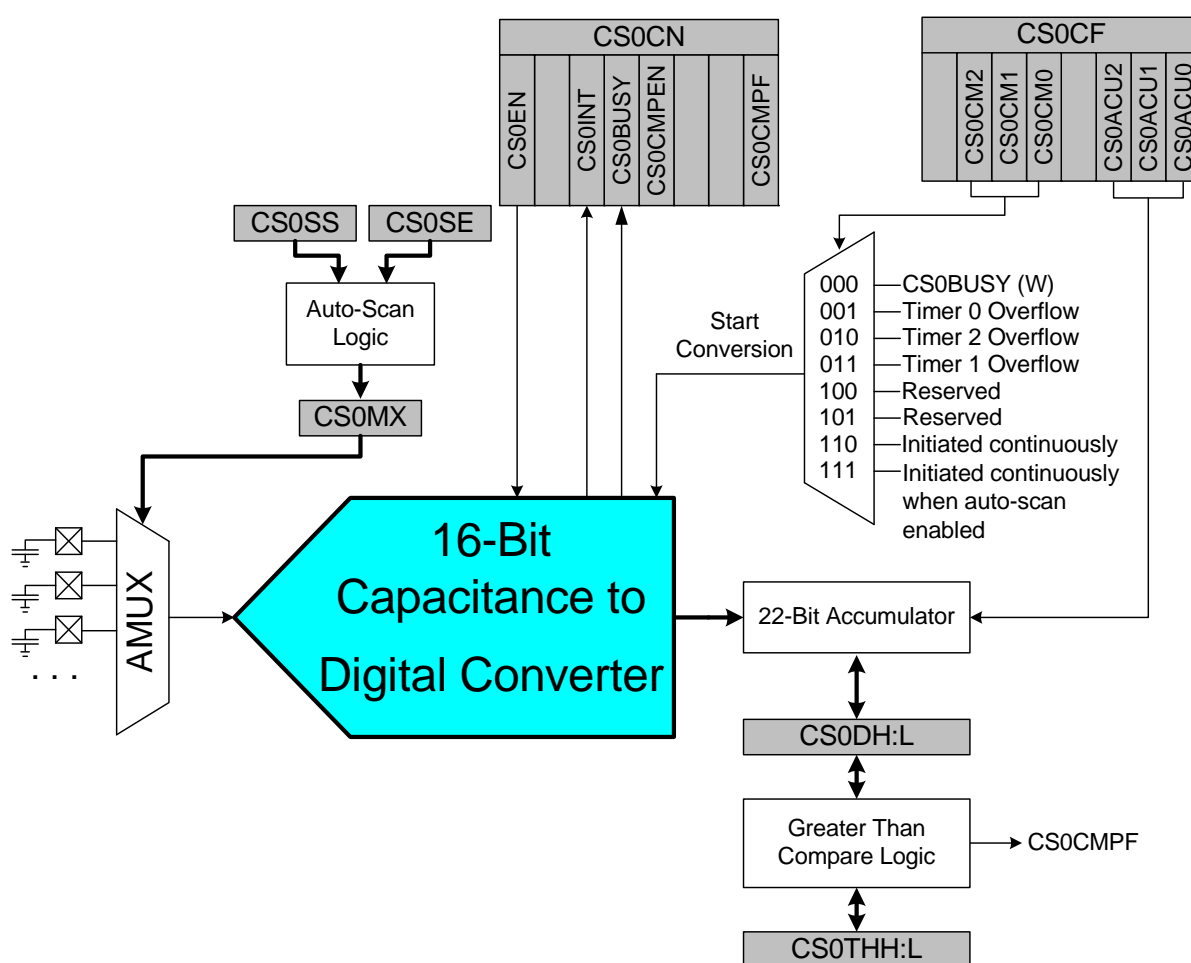 CS0CN
CS0CF
CS0EN
CS0INT
CS0BUSY
CS0CMPEN
CS0CMPF
CS0CM2
CS0CM1
CS0CM0
CS0ACU2
CS0ACU1
CS0ACU0
CS0SS
CS0SE
Auto-Scan
Logic
CS0MX
Start
Conversion
000
CS0BUSY (W)
001
Timer 0 Overflow
010
Timer 2 Overflow
011
Timer 1 Overflow
100
Reserved
101
Reserved
110
Initiated continuously
111
Initiated continuously
when auto-scan
enabled
AMUX
. . .
16-Bit
Capacitance to
Digital Converter
22-Bit Accumulator
CS0DH:L
Greater Than
Compare Logic
CS0CMPF
CS0THH:L